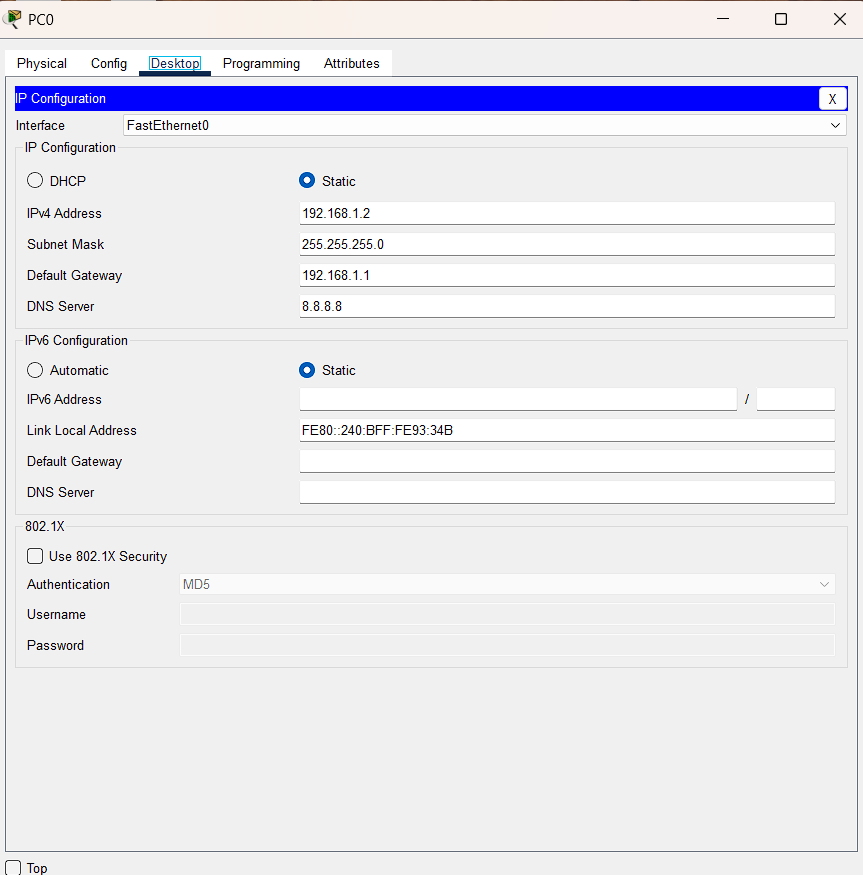 PC0
Physical Config Desktop Programming Attributes
IP Configuration X
Interface FastEthernet0
IP Configuration
DHCP Static
IPv4 Address 192.168.1.2
Subnet Mask 255.255.255.0
Default Gateway 192.168.1.1
DNS Server 8.8.8.8
IPv6 Configuration
Automatic Static
IPv6 Address /
Link Local Address FE80::240:BFF:FE93:34B
Default Gateway
DNS Server
802.1X
Use 802.1X Security
Authentication MD5
Username
Password
Top